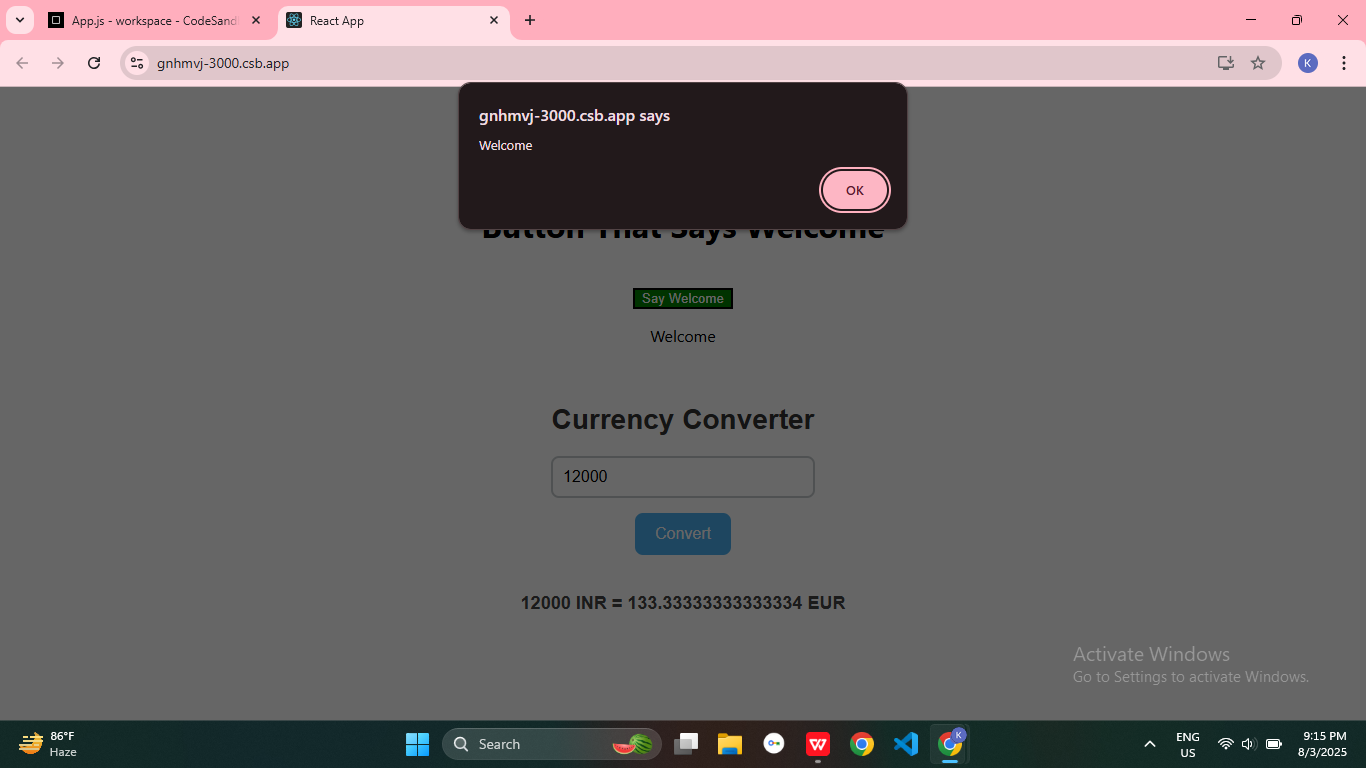 App.js - workspace - CodeSand
React App
gnhmvj-3000.csb.app
K
gnhmvj-3000.csb.app says
Welcome
OK
Button That Says Welcome
Say Welcome
Welcome
Currency Converter
12000
Convert
12000 INR = 133.33333333333334 EUR
Activate Windows
Go to Settings to activate Windows.
86°F
Haze
Search
W
K
ENG
US
9:15 PM
8/3/2025